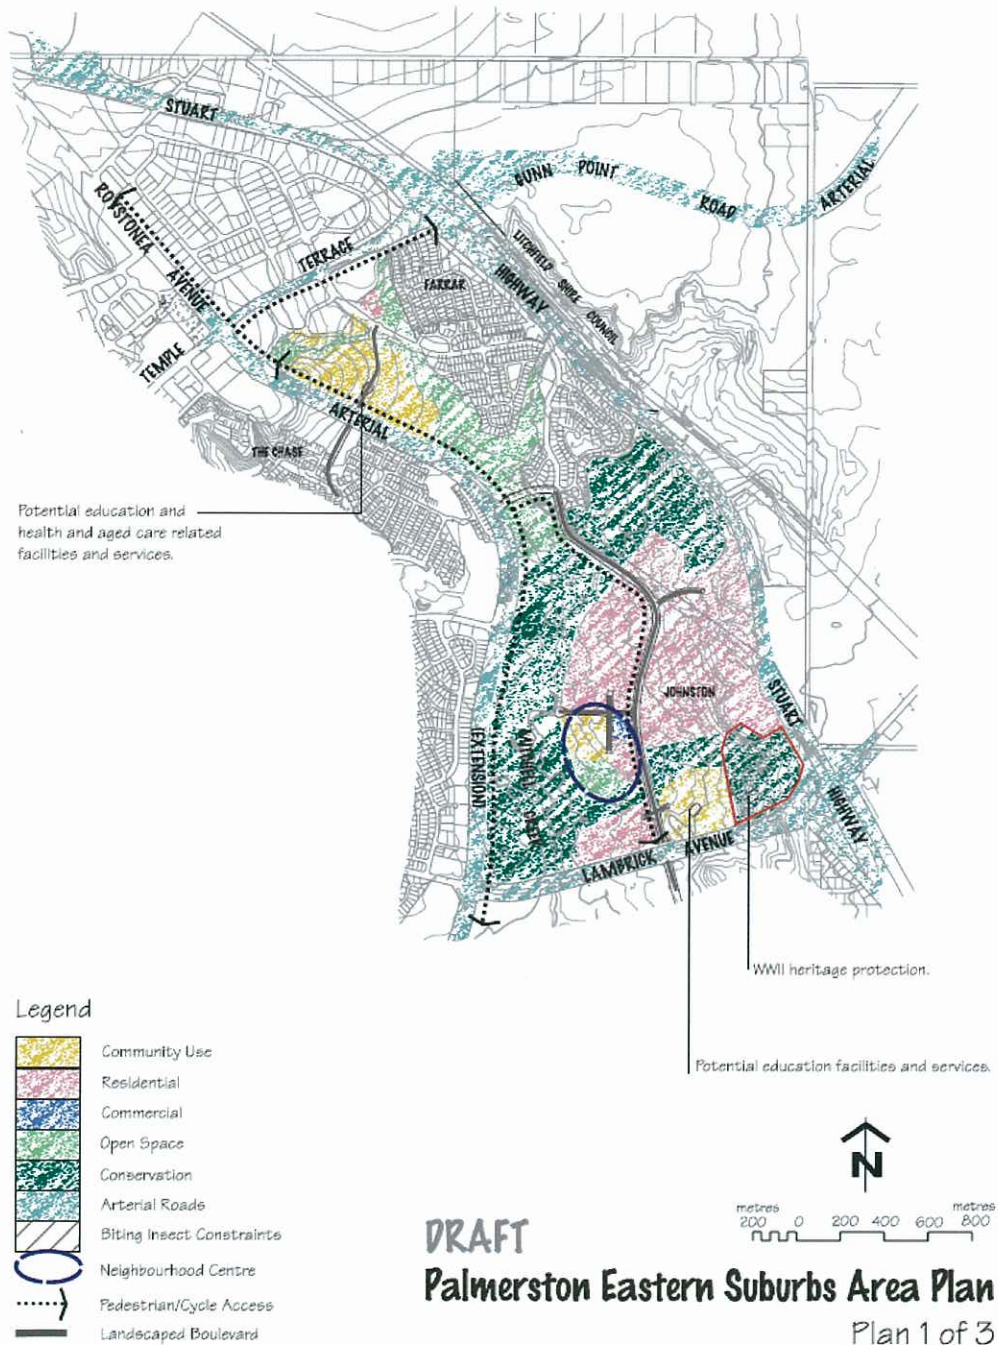 STUART
GUNN POINT ROAD ARTERIAL
ROYSTONEA AVENUE
TERRACE
LITCHFIELD SHIRE COUNCIL
FARRAR
HIGHWAY
TEMPLE
ARTERIAL
THE CHASE
Potential education and
health and aged care related
facilities and services.
JOHNSTON
STUART
(EXTENSION)
MITCHELL CREEK
HIGHWAY
LAMBRICK AVENUE
WWII heritage protection.
Potential education facilities and services.
Legend
Community Use
Residential
Commercial
Open Space
Conservation
Arterial Roads
Biting Insect Constraints
Neighbourhood Centre
Pedestrian/Cycle Access
Landscaped Boulevard
N
metres metres
200 0 200 400 600 800
DRAFT
Palmerston Eastern Suburbs Area Plan
Plan 1 of 3